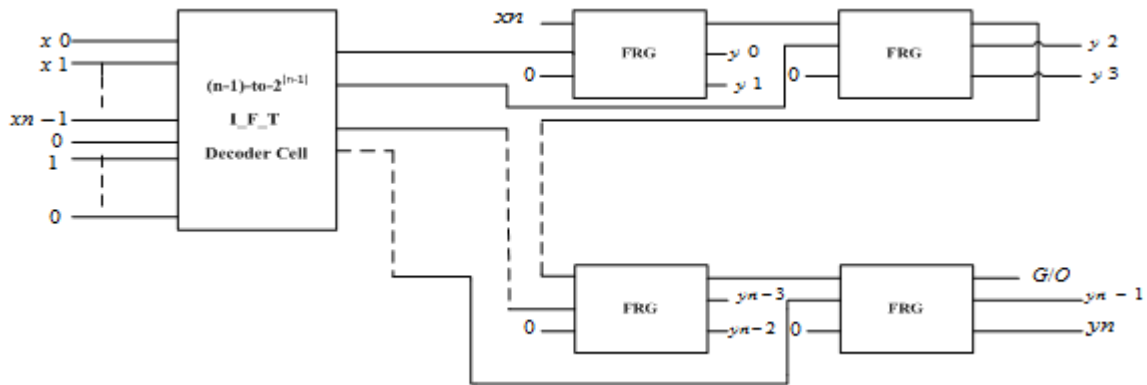 x 0
x 1
xn – 1
0
1
0
(n-1)-to-2^[n-1]
I_F_T
Decoder Cell
xn
0
FRG
y 0
y 1
0
FRG
y 2
y 3
0
FRG
yn – 3
yn – 2
0
FRG
G/O
yn – 1
yn